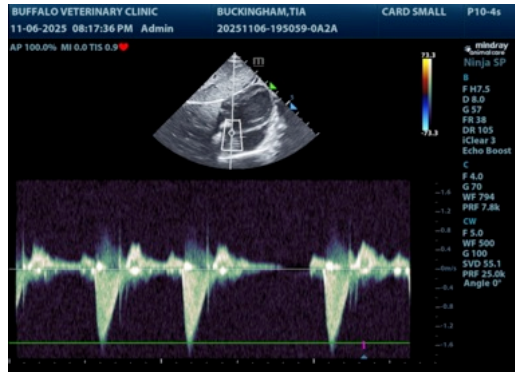 BUFFALO VETERINARY CLINIC BUCKINGHAM,TIA CARD SMALL P10-4s
11-06-2025 08:17:36 PM Admin 20251106-195059-0A2A
AP 100.0% MI 0.0 TIS 0.9
mindray
animalcare
Ninja SP
m
73.3
-73.3
B
F H7.5
D 8.0
G 57
FR 38
DR 105
iClear 3
Echo Boost
C
F 4.0
G 70
WF 794
PRF 7.8k
CW
F 5.0
WF 500
G 100
SVD 55.1
PRF 25.0k
Angle 0°
-1.6
-1.2
-0.8
-0.4
-0m/s
-0.4
-0.8
-1.2
-1.6